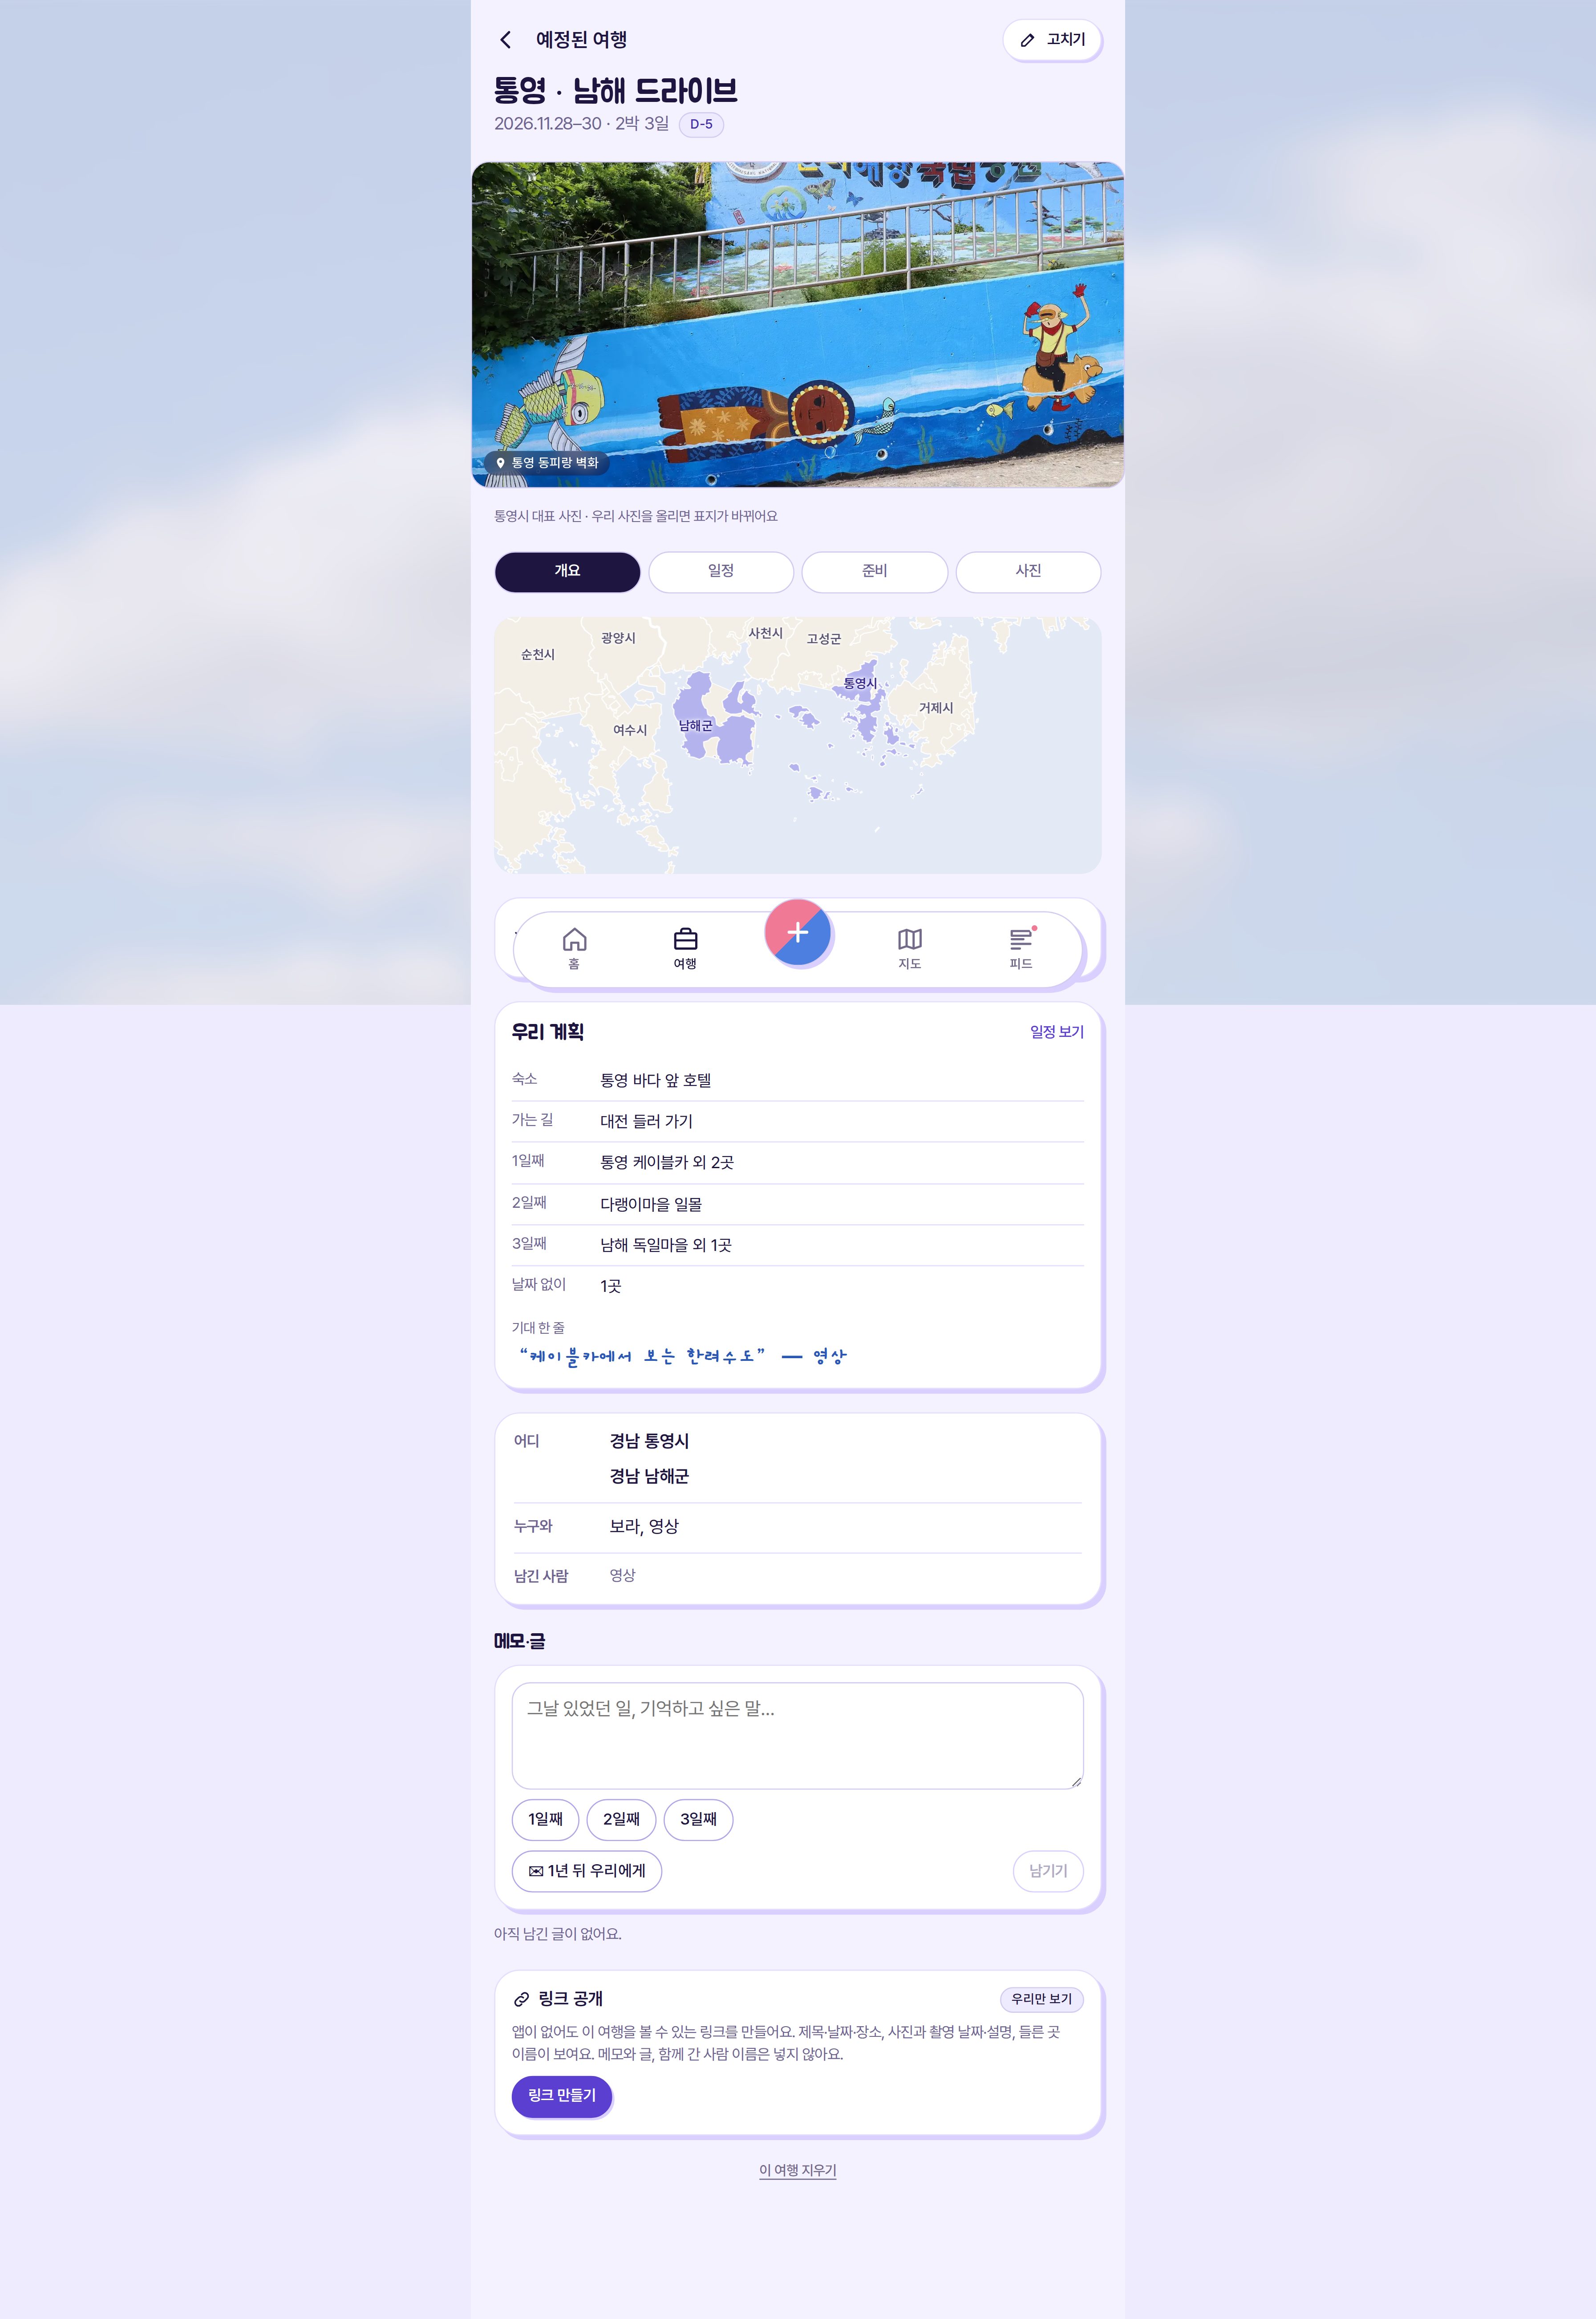 예정된 여행
고치기
통영 · 남해 드라이브
2026.11.28–30 · 2박 3일 D-5
통영 동피랑 벽화
통영시 대표 사진 · 우리 사진을 올리면 표지가 바뀌어요
개요 일정 준비 사진
순천시 광양시 사천시 고성군
여수시 남해군 통영시 거제시
홈 여행 지도 피드
우리 계획 일정 보기
숙소 통영 바다 앞 호텔
가는 길 대전 들러 가기
1일째 통영 케이블카 외 2곳
2일째 다랭이마을 일몰
3일째 남해 독일마을 외 1곳
날짜 없이 1곳
기대 한 줄
“케이블카에서 보는 한려수도” — 영상
어디 경남 통영시
경남 남해군
누구와 보라, 영상
남긴 사람 영상
메모·글
그날 있었던 일, 기억하고 싶은 말...
1일째 2일째 3일째
1년 뒤 우리에게 남기기
아직 남긴 글이 없어요.
링크 공개 우리만 보기
앱이 없어도 이 여행을 볼 수 있는 링크를 만들어요. 제목·날짜·장소, 사진과 촬영 날짜·설명, 들른 곳
이름이 보여요. 메모와 글, 함께 간 사람 이름은 넣지 않아요.
링크 만들기
이 여행 지우기